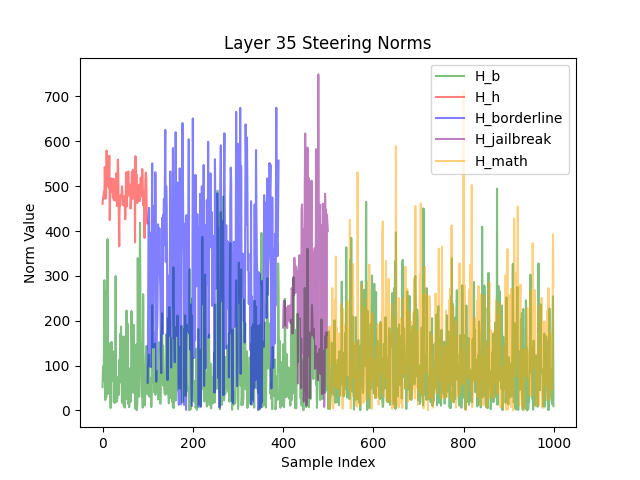 Layer 35 Steering Norms
Norm Value
700
600
500
400
300
200
100
0
H_b
H_h
H_borderline
H_jailbreak
H_math
0
200
400
600
800
1000
Sample Index